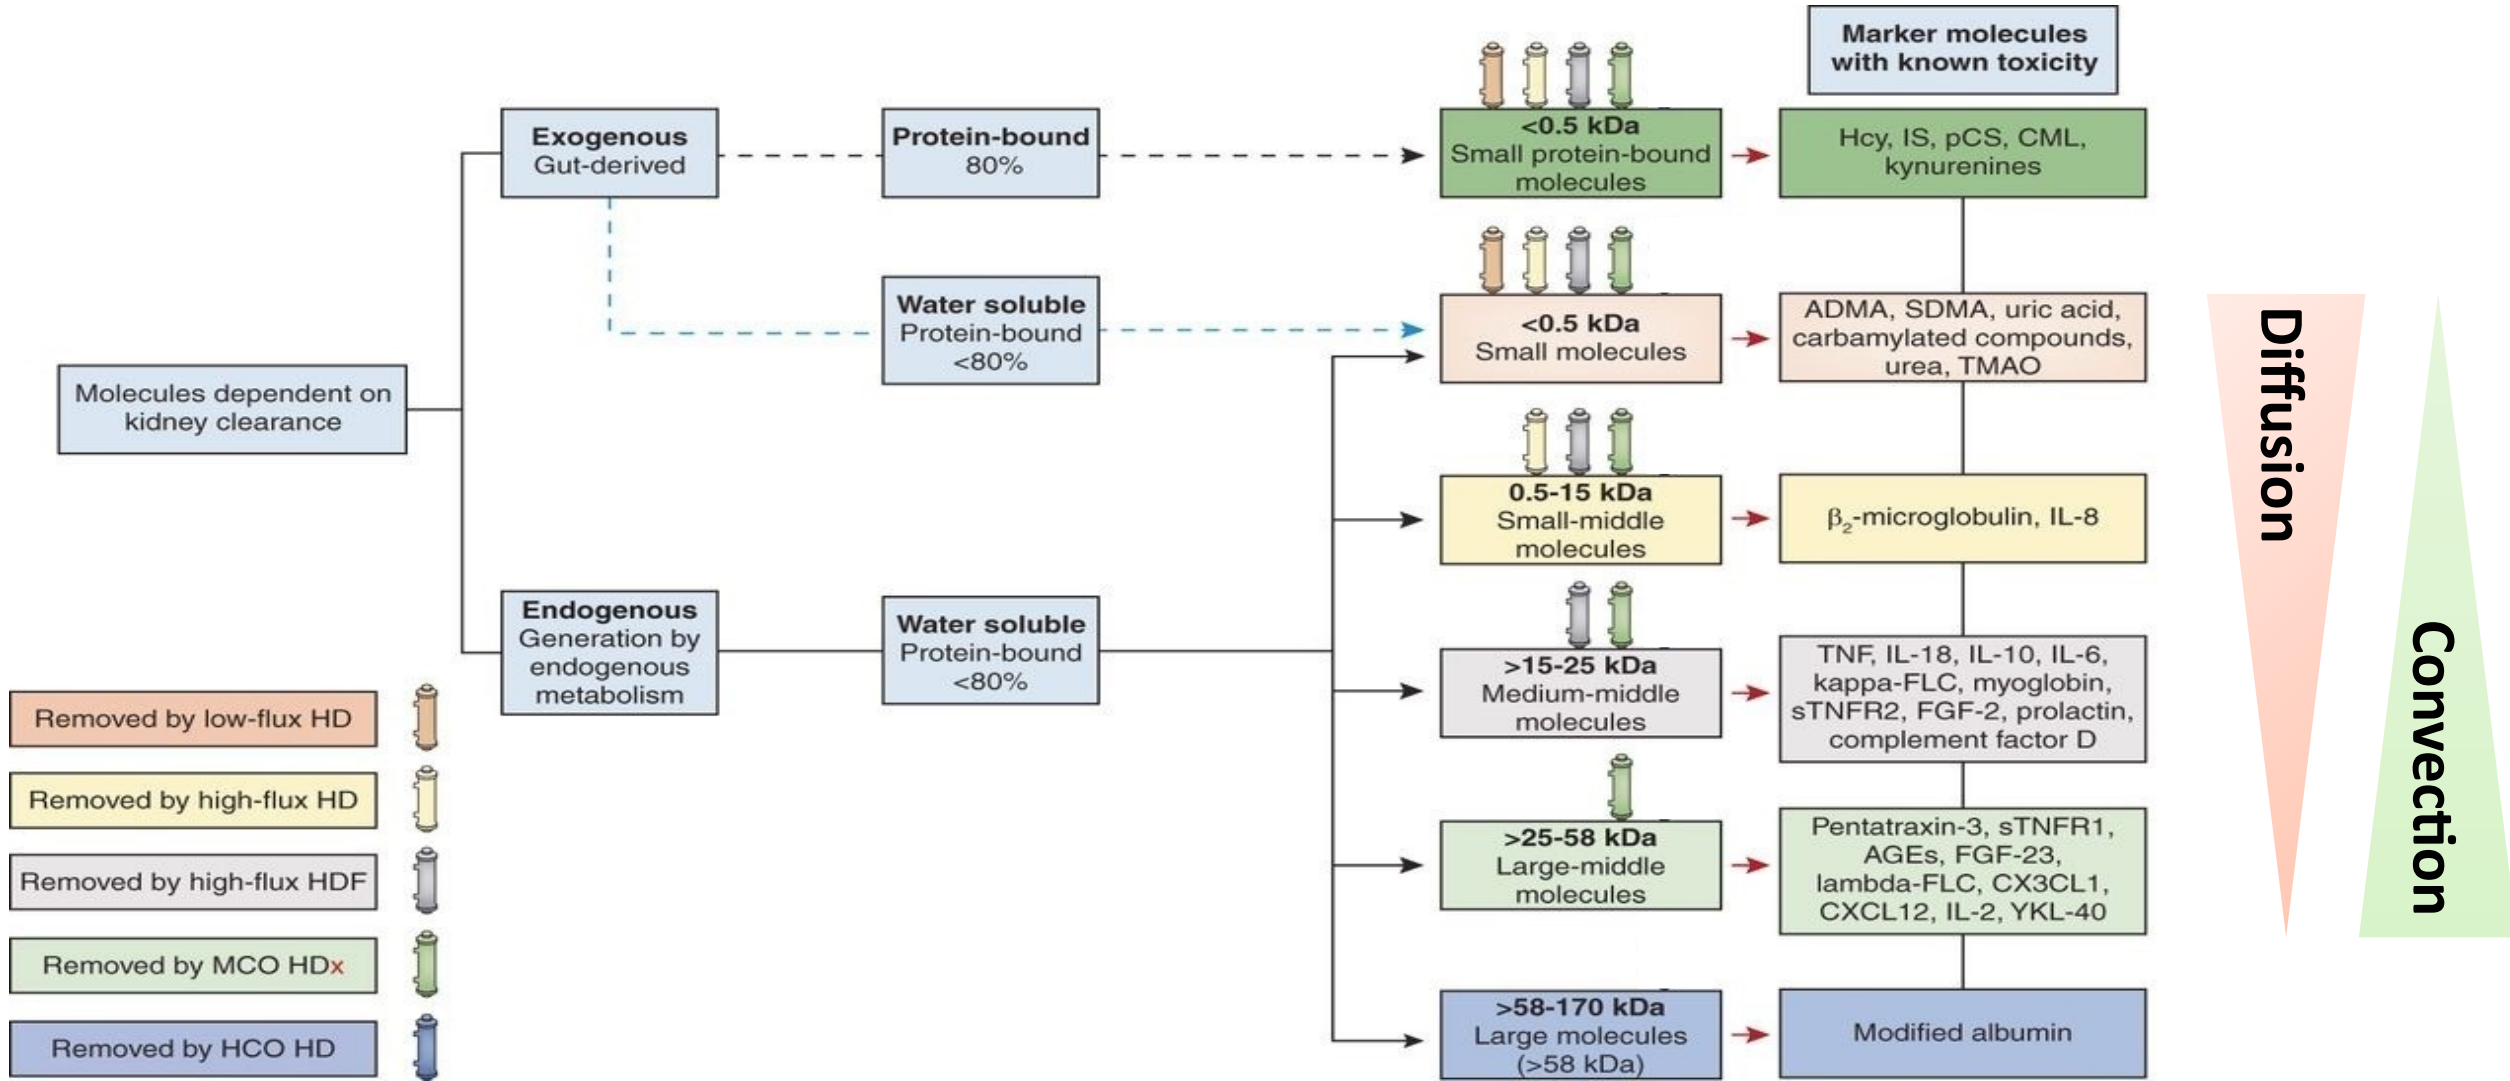 Marker molecules
with known toxicity
Exogenous
Gut-derived
Protein-bound
80%
<0.5 kDa
Small protein-bound
molecules
Hcy, IS, pCS, CML,
kynurenines
Water soluble
Protein-bound
<80%
<0.5 kDa
Small molecules
ADMA, SDMA, uric acid,
carbamylated compounds,
urea, TMAO
Molecules dependent on
kidney clearance
0.5-15 kDa
Small-middle
molecules
β2-microglobulin, IL-8
Endogenous
Generation by
endogenous
metabolism
Water soluble
Protein-bound
<80%
>15-25 kDa
Medium-middle
molecules
TNF, IL-18, IL-10, IL-6,
kappa-FLC, myoglobin,
sTNFR2, FGF-2, prolactin,
complement factor D
>25-58 kDa
Large-middle
molecules
Pentatraxin-3, sTNFR1,
AGEs, FGF-23,
lambda-FLC, CX3CL1,
CXCL12, IL-2, YKL-40
>58-170 kDa
Large molecules
(>58 kDa)
Modified albumin
Removed by low-flux HD
Removed by high-flux HD
Removed by high-flux HDF
Removed by MCO HDx
Removed by HCO HD
Diffusion
Convection